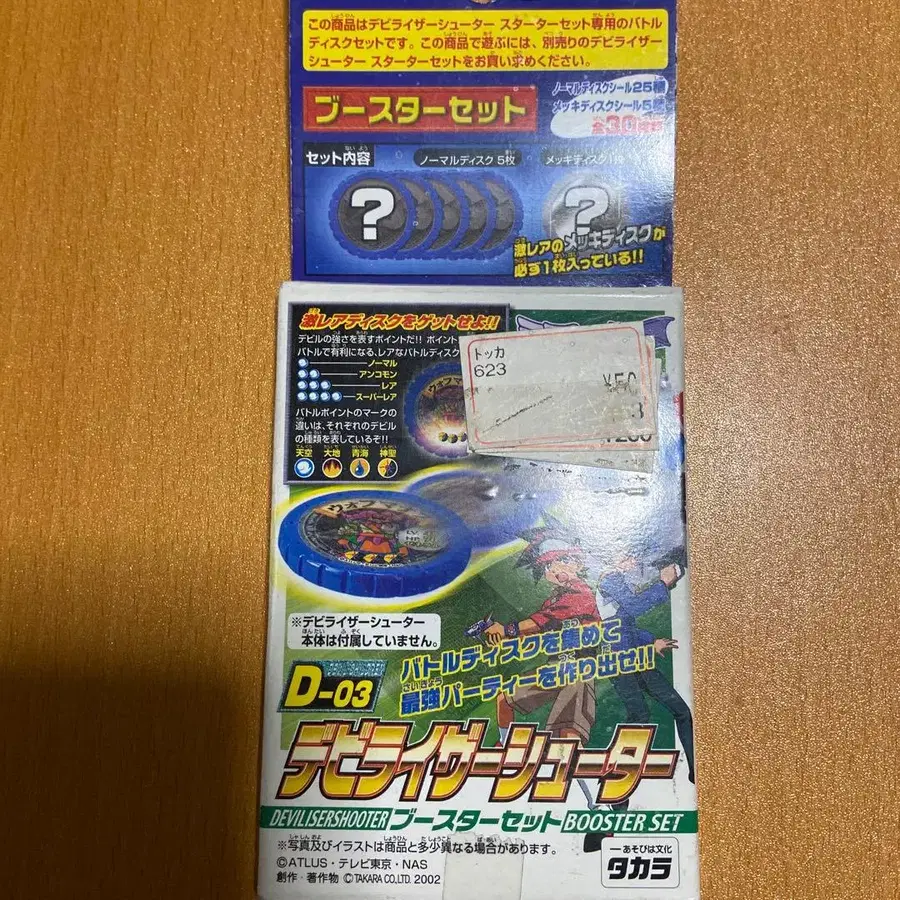 この商品はデビライザーシューター スターターセット専用のバトル
ディスクセットです。この商品で遊ぶには、別売りのデビライザー
シューター スターターセットをお買い求めください。
ブースターセット
ノーマルディスクシール25種
メッキディスクシール5種
全30種
セット内容
ノーマルディスク 5枚
メッキディスク1枚
?
?
激レアのメッキディスクが
必ず1枚入っている!!
激レアディスクをゲットせよ!!
デビルの強さを表すポイントだ!! ポイント
バトルで有利になる、レアなバトルディスク
ノーマル
アンコモン
レア
スーパーレア
バトルポイントのマークの
違いは、それぞれのデビル
の種類を表しているぞ!!
天空 大地 青海 神聖
トッカ
623
¥50
ウォフマナ
※デビライザーシューター
本体は付属していません。
バトルディスクを集めて
最強パーティーを作り出せ!!
D-03
デビライザーシューター
DEVILISERSHOOTER ブースターセット BOOSTER SET
※写真及びイラストは商品と多少異なる場合があります。
©ATLUS・テレビ東京・NAS
創作・著作物 ©TAKARA CO.,LTD. 2002
ーあそびは文化
タカラ